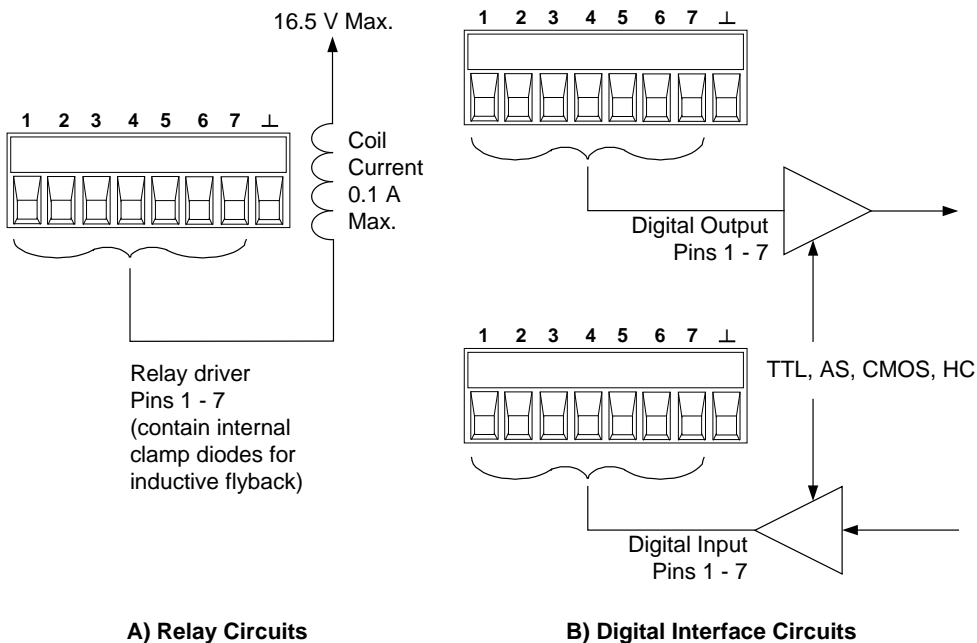 16.5 V Max.
1 2 3 4 5 6 7 ⊥
Coil
Current
0.1 A
Max.
Relay driver
Pins 1 - 7
(contain internal
clamp diodes for
inductive flyback)
A) Relay Circuits
1 2 3 4 5 6 7 ⊥
Digital Output
Pins 1 - 7
TTL, AS, CMOS, HC
1 2 3 4 5 6 7 ⊥
Digital Input
Pins 1 - 7
B) Digital Interface Circuits